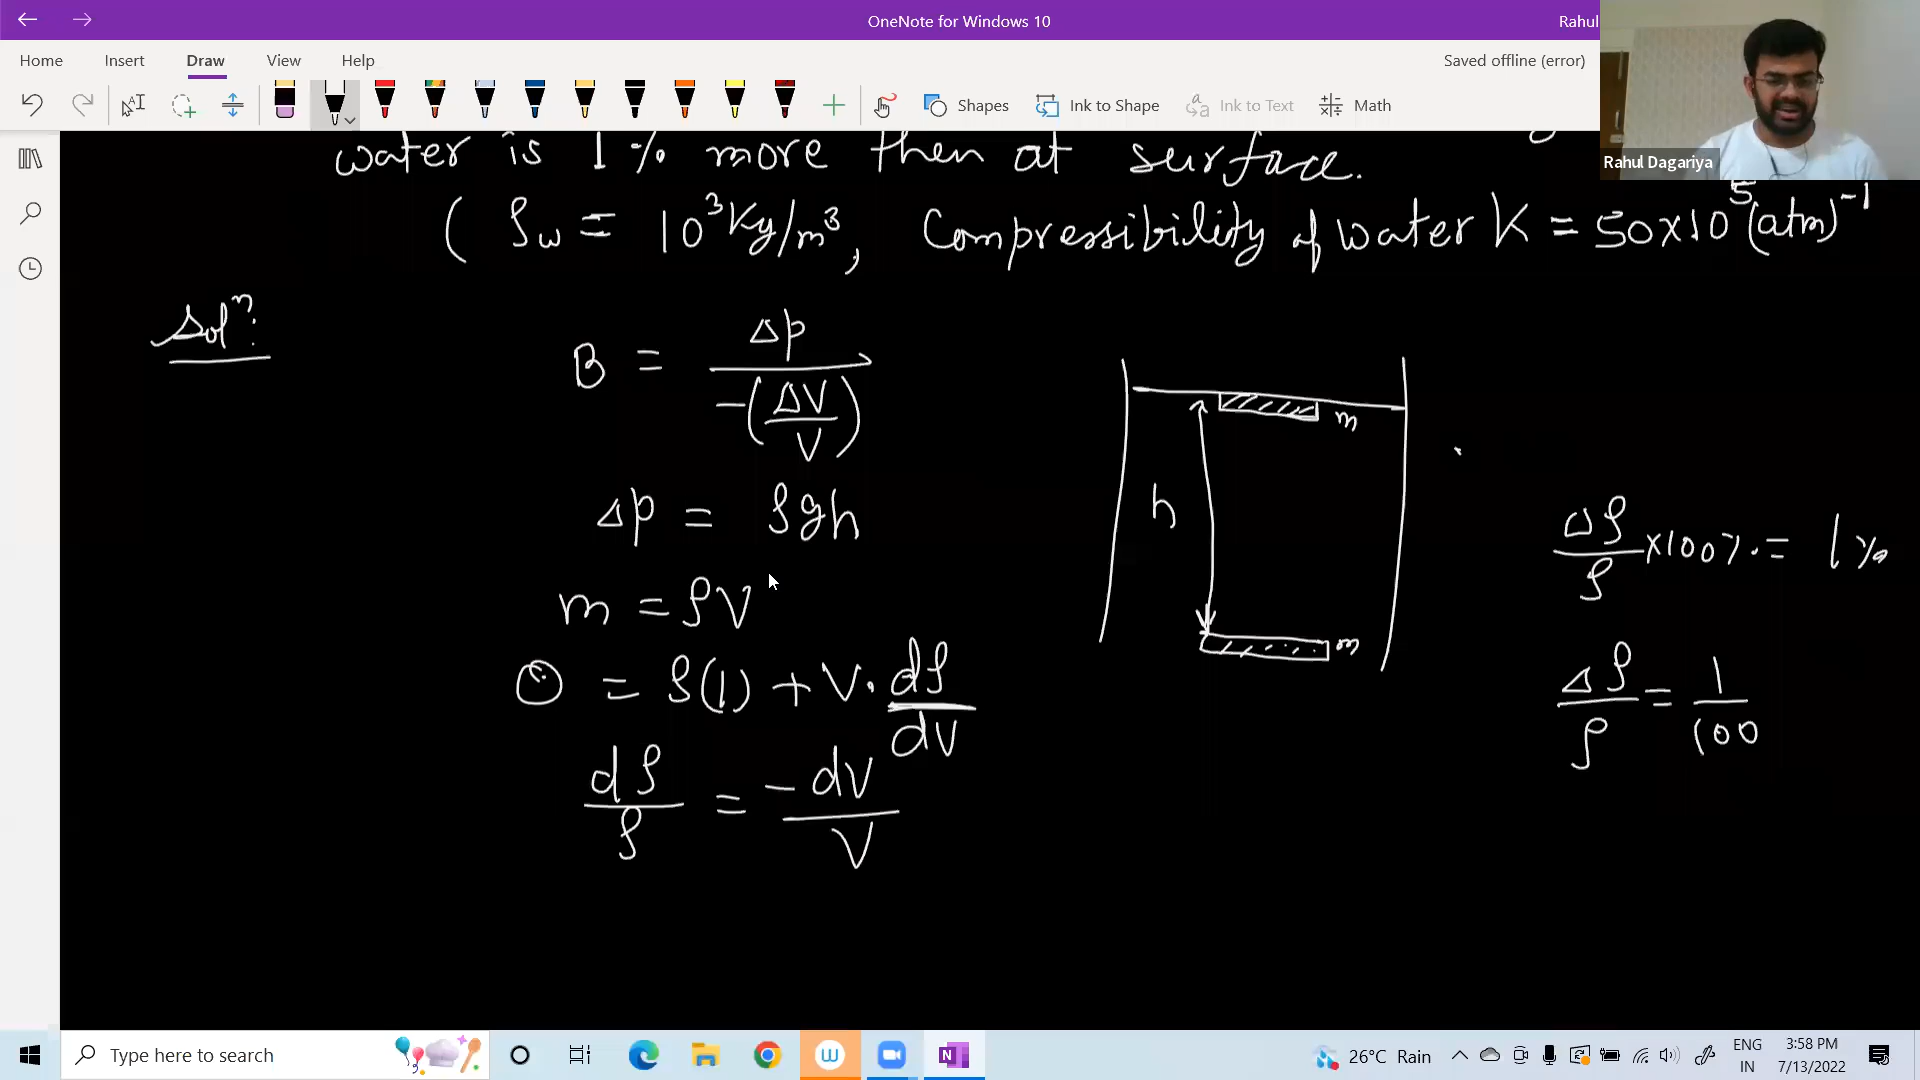 OneNote for Windows 10
Rahul
Home Insert Draw View Help
Saved offline (error)
Shapes Ink to Shape Ink to Text Math
Rahul Dagariya
water is 1% more then at surface.
( ρw = 10³ Kg/m³, Compressibility of water K = 50×10⁵ (atm)⁻¹
Solⁿ:
B = Δp / -(ΔV/V)
Δp = ρgh
m = ρV
0 = ρ(1) + V · dρ/dV
dρ/ρ = -dV/V
m
h
m
Δρ/ρ ×100% = 1%
Δρ/ρ = 1/100
Type here to search
26°C Rain
ENG
IN
3:58 PM
7/13/2022